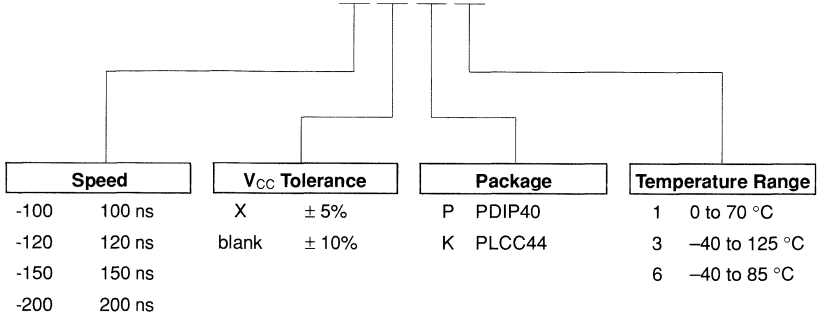 Speed VCC Tolerance Package Temperature Range
-100 100 ns X ± 5% P PDIP40 1 0 to 70 °C
-120 120 ns blank ± 10% K PLCC44 3 –40 to 125 °C
-150 150 ns 6 –40 to 85 °C
-200 200 ns